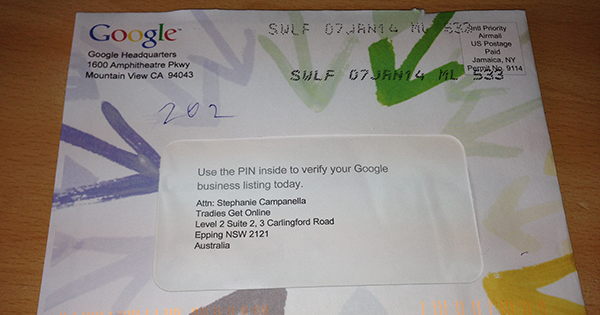 Google™
Google Headquarters
1600 Amphitheatre Pkwy
Mountain View CA 94043
SWLF 07JAN14 ML 533
Priority
Airmail
US Postage
Paid
Jamaica, NY
Permit No. 9114
SWLF 07JAN14 ML 533
202
Use the PIN inside to verify your Google
business listing today.
Attn: Stephanie Campanella
Tradies Get Online
Level 2 Suite 2, 3 Carlingford Road
Epping NSW 2121
Australia